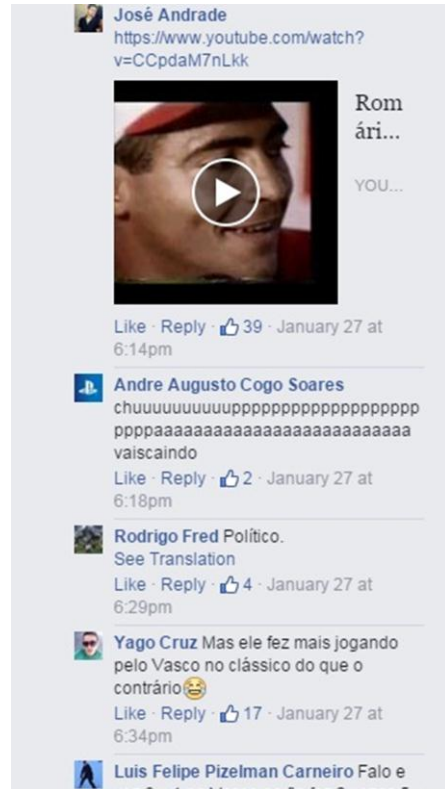 José Andrade
https://www.youtube.com/watch?
v=CCpdaM7nLkk
Rom
ári...
YOU...
Like · Reply · 39 · January 27 at
6:14pm
Andre Augusto Cogo Soares
chuuuuuuuuuupppppppppppppppppppp
ppppaaaaaaaaaaaaaaaaaaaaaaaaaa
vaiscaindo
Like · Reply · 2 · January 27 at
6:18pm
Rodrigo Fred Político.
See Translation
Like · Reply · 4 · January 27 at
6:29pm
Yago Cruz Mas ele fez mais jogando
pelo Vasco no clássico do que o
contrário😂
Like · Reply · 17 · January 27 at
6:34pm
Luis Felipe Pizelman Carneiro Falo e